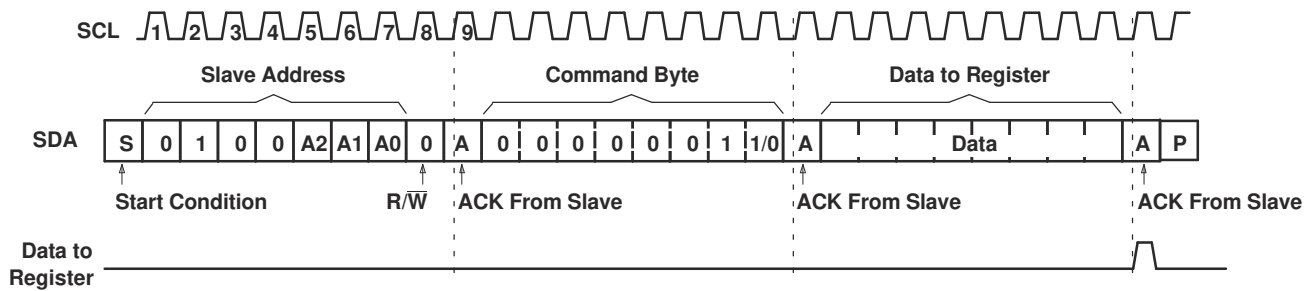 SCL 1 2 3 4 5 6 7 8 9
Slave Address Command Byte Data to Register
SDA S 0 1 0 0 A2 A1 A0 0 A 0 0 0 0 0 0 1 1/0 A Data A P
Start Condition R/W ACK From Slave ACK From Slave ACK From Slave
Data to
Register